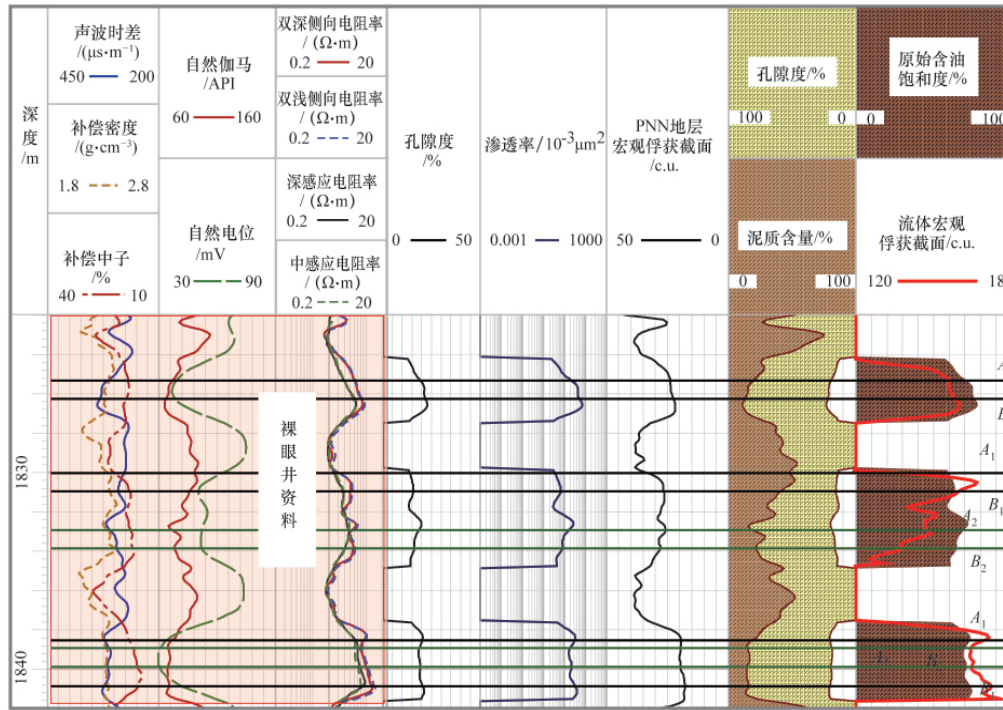 深
度
/m
声波时差
/(μs·m⁻¹)
450 200
补偿密度
/(g·cm⁻³)
1.8 2.8
补偿中子
/%
40 10
自然伽马
/API
60 160
自然电位
/mV
30 90
双深侧向电阻率
/ (Ω·m)
0.2 20
双浅侧向电阻率
/ (Ω·m)
0.2 20
深感应电阻率
/ (Ω·m)
0.2 20
中感应电阻率
/ (Ω·m)
0.2 20
孔隙度
/%
0 50
渗透率/10⁻³μm²
0.001 1000
PNN地层
宏观俘获截面
/c.u.
50 0
孔隙度/%
100 0
泥质含量/%
0 100
原始含油
饱和度/%
0 100
流体宏观
俘获截面/c.u.
120 18
裸
眼
井
资
料
1830
1840
A₁
B₁
A₂
B₂
A₁
B₂